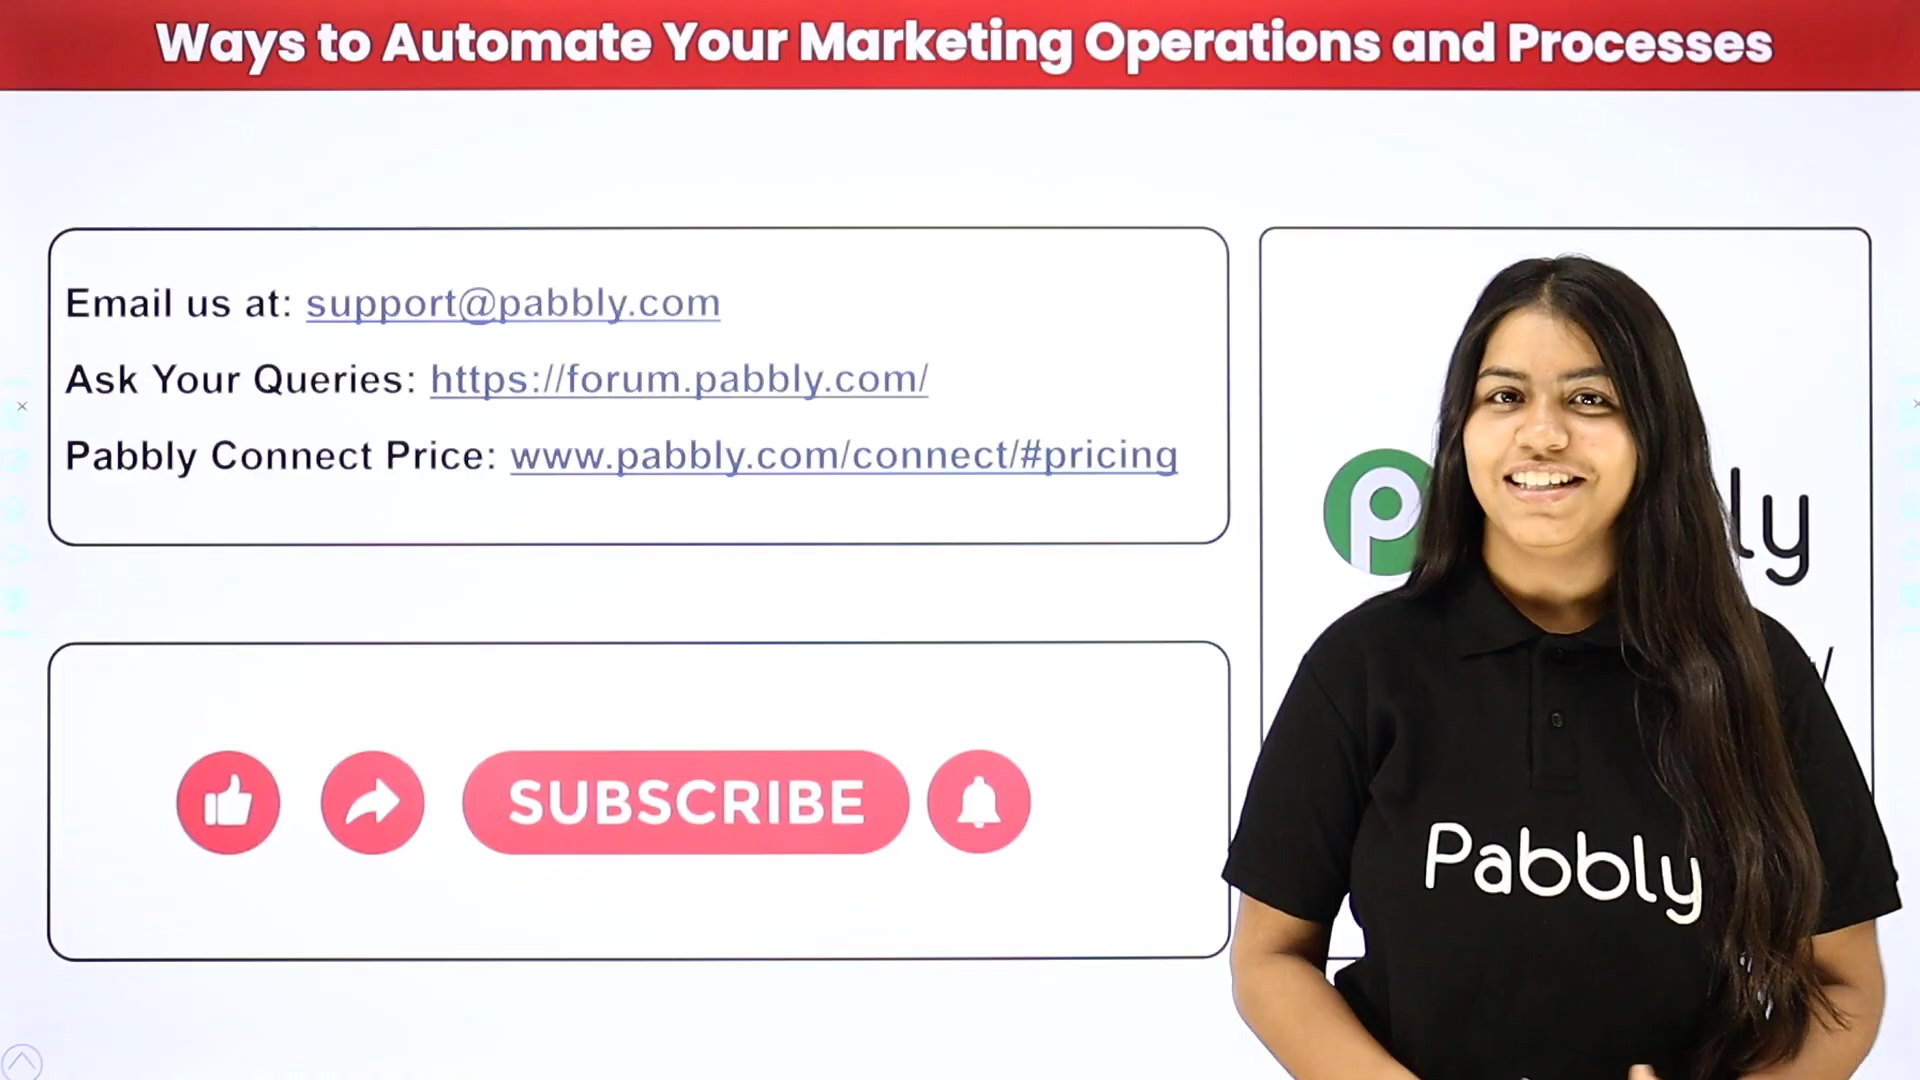 Ways to Automate Your Marketing Operations and Processes
Email us at: support@pabbly.com
Ask Your Queries: https://forum.pabbly.com/
Pabbly Connect Price: www.pabbly.com/connect/#pricing
SUBSCRIBE
Pabbly